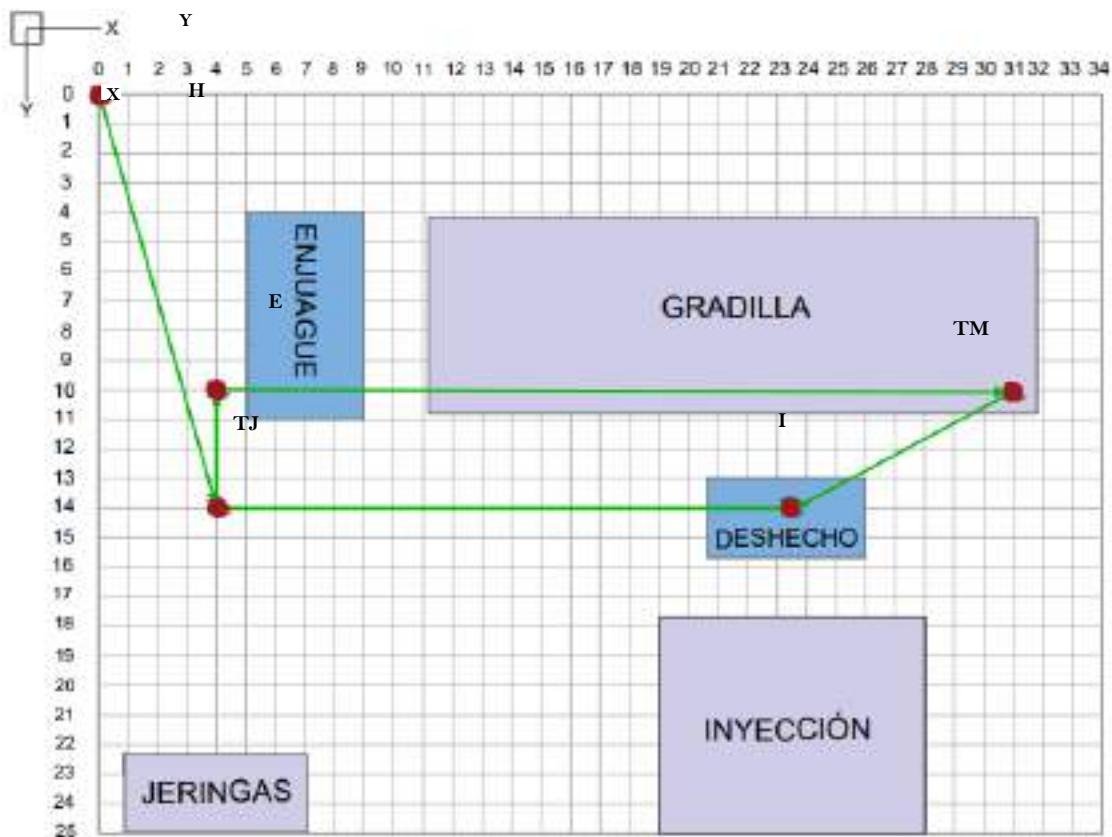 X Y
0 1 2 3 4 5 6 7 8 9 10 11 12 13 14 15 16 17 18 19 20 21 22 23 24 25 26 27 28 29 30 31 32 33 34
0 X H
Y
1
2
3
4
5
6
7
8
9
10
11
12
13
14
15
16
17
18
19
20
21
22
23
24
25
ENJUAGUE
E
GRADILLA
TM
TJ
I
DESHECHO
INYECCIÓN
JERINGAS